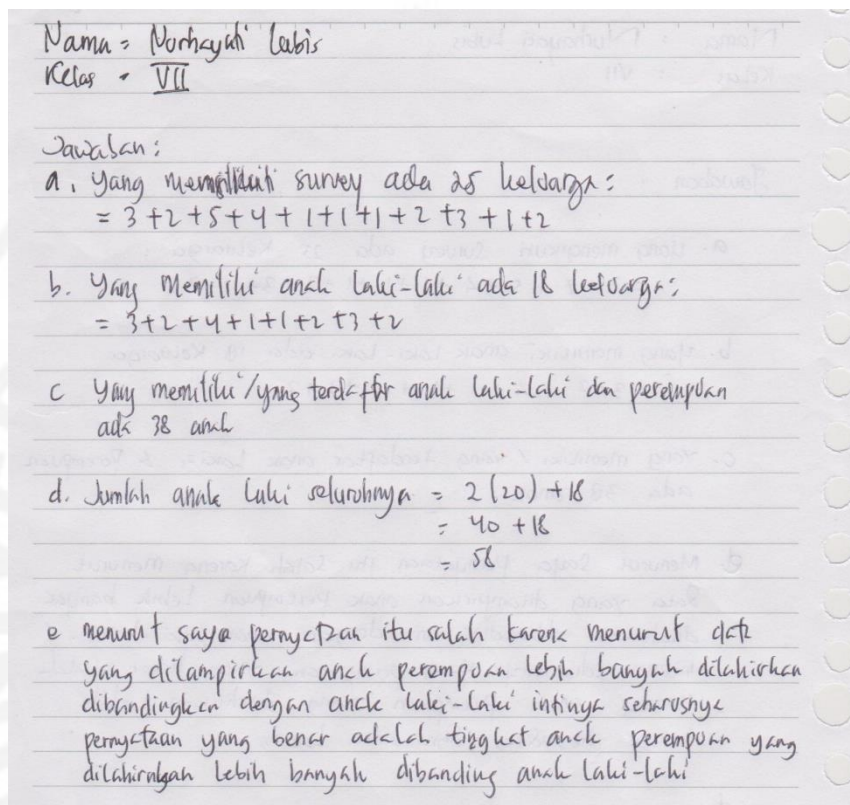 Nama = Norhayati Lubis
Kelas = VII
Jawaban :
a. Yang memiliki survey ada 25 keluarga :
= 3+2+5+4+1+1+1+2+3+1+2
b. Yang memiliki anak laki-laki ada 18 keluarga :
= 3+2+4+1+1+2+3+2
c Yang memiliki/yang terdaftar anak laki-laki dan perempuan
ada 38 anak
d. Jumlah anak laki seluruhnya = 2(20) + 18
= 40 + 18
= 58
e menurut saya pernyataan itu salah karena menurut data
yang dilampirkan anak perempuan lebih banyak dilahirkan
dibandingkan dengan anak laki-laki intinya seharusnya
pernyataan yang benar adalah tingkat anak perempuan yang
dilahirakan lebih banyak dibanding anak laki-laki